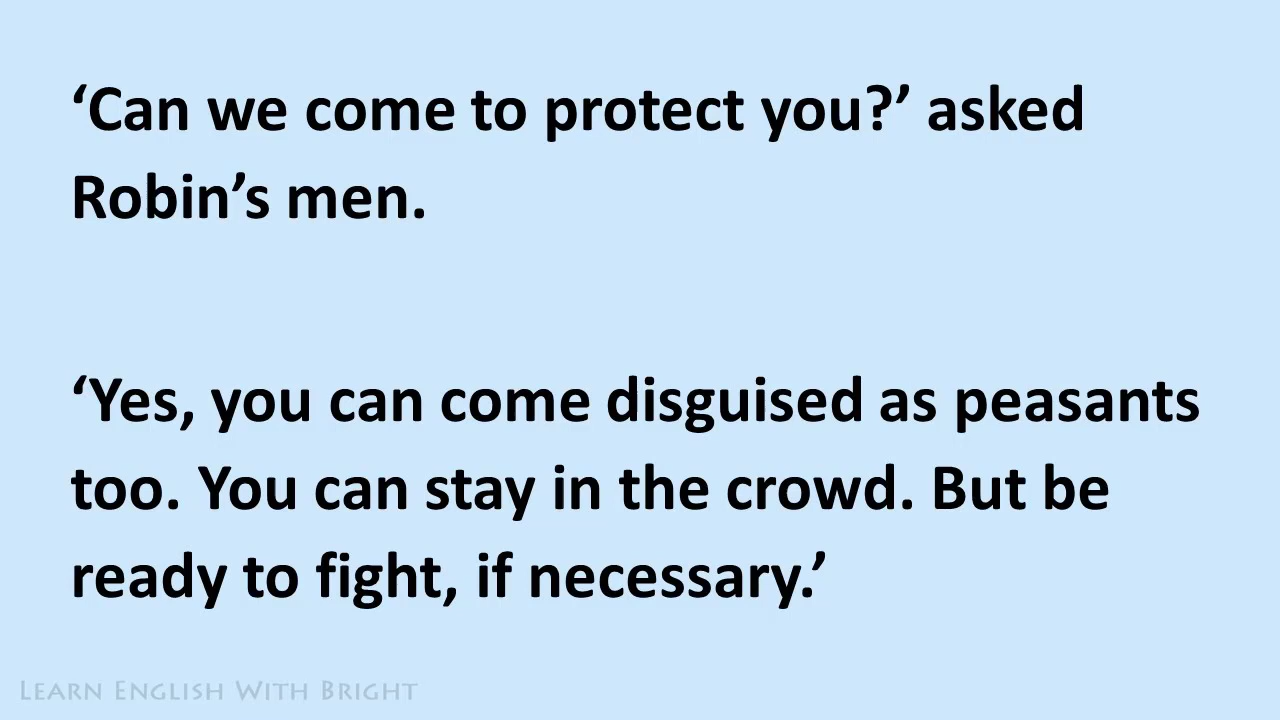 ‘Can we come to protect you?’ asked
Robin’s men.
‘Yes, you can come disguised as peasants
too. You can stay in the crowd. But be
ready to fight, if necessary.’
Learn English With Bright